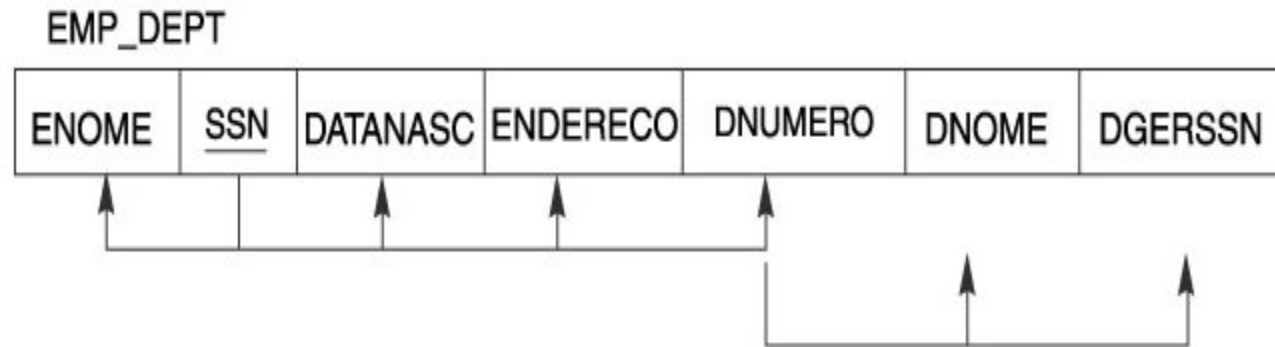 EMP_DEPT
ENOME SSN DATANASC ENDERECO DNUMERO DNOME DGERSSN